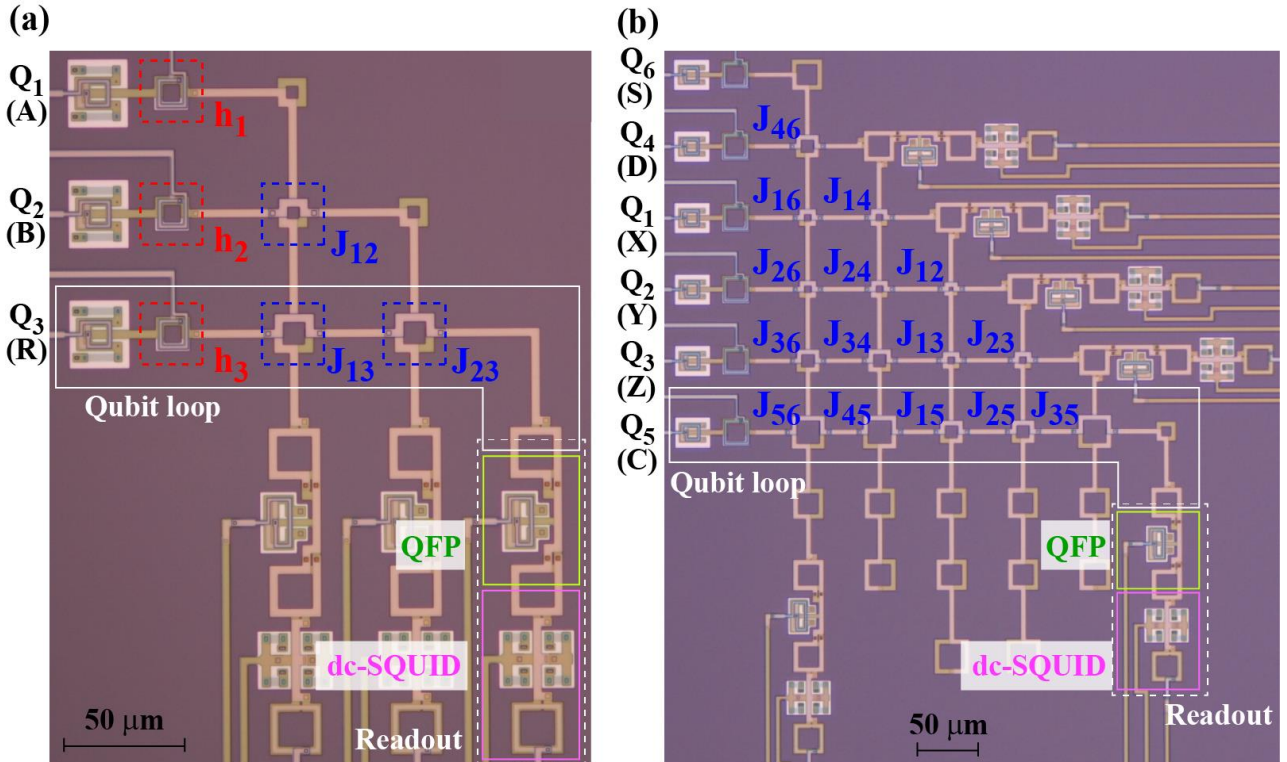 (a)
Q1
(A)
h1
Q2
(B)
h2
J12
Q3
(R)
h3
J13
J23
Qubit loop
QFP
dc-SQUID
Readout
50 μm
(b)
Q6
(S)
J46
Q4
(D)
J16 J14
Q1
(X)
J26 J24 J12
Q2
(Y)
J36 J34 J13 J23
Q3
(Z)
J56 J45 J15 J25 J35
Q5
(C)
Qubit loop
QFP
dc-SQUID
Readout
50 μm